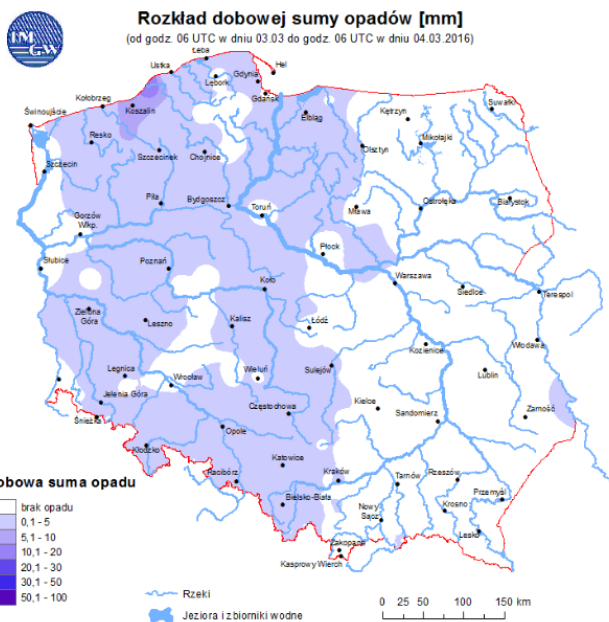 IM
GW
Rozkład dobowej sumy opadów [mm]
(od godz. 06 UTC w dniu 03.03 do godz. 06 UTC w dniu 04.03.2016)
Łeba
Ustka
Hel
Lębork
Gdynia
Gdańsk
Suwałki
Kołobrzeg
Koszalin
Świnoujście
Elbląg
Kętrzyn
Mikołajki
Resko
Olsztyn
Szczecin
Szczecinek
Chojnice
Piła
Bydgoszcz
Toruń
Mława
Ostrołęka
Białystok
Gorzów
Wlkp.
Płock
Słubice
Poznań
Koło
Warszawa
Siedlce
Terespol
Zielona
Góra
Leszno
Kalisz
Łódź
Kozienice
Włodawa
Legnica
Wrocław
Wieluń
Sulejów
Lublin
Jelenia Góra
Częstochowa
Kielce
Sandomierz
Zamość
Śnieżka
Opole
Kłodzko
Katowice
Racibórz
Kraków
Tarnów
Rzeszów
Bielsko-Biała
Nowy
Sącz
Krosno
Przemyśl
Lesko
Zakopane
Kasprowy Wierch
obowa suma opadu
brak opadu
0,1 - 5
5,1 - 10
10,1 - 20
20,1 - 30
30,1 - 50
50,1 - 100
Rzeki
Jeziora i zbiorniki wodne
0 25 50 100 150 km